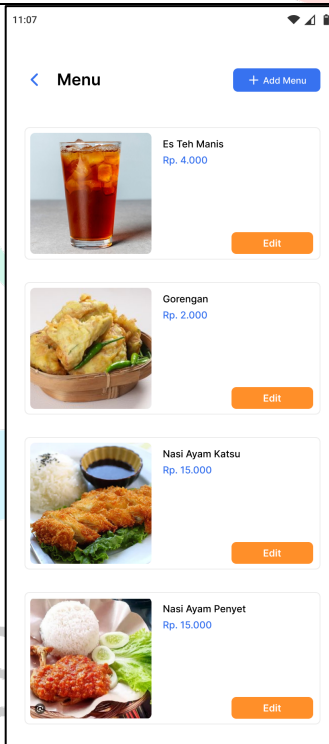 11:07
Menu
+ Add Menu
Es Teh Manis
Rp. 4.000
Edit
Gorengan
Rp. 2.000
Edit
Nasi Ayam Katsu
Rp. 15.000
Edit
Nasi Ayam Penyet
Rp. 15.000
Edit